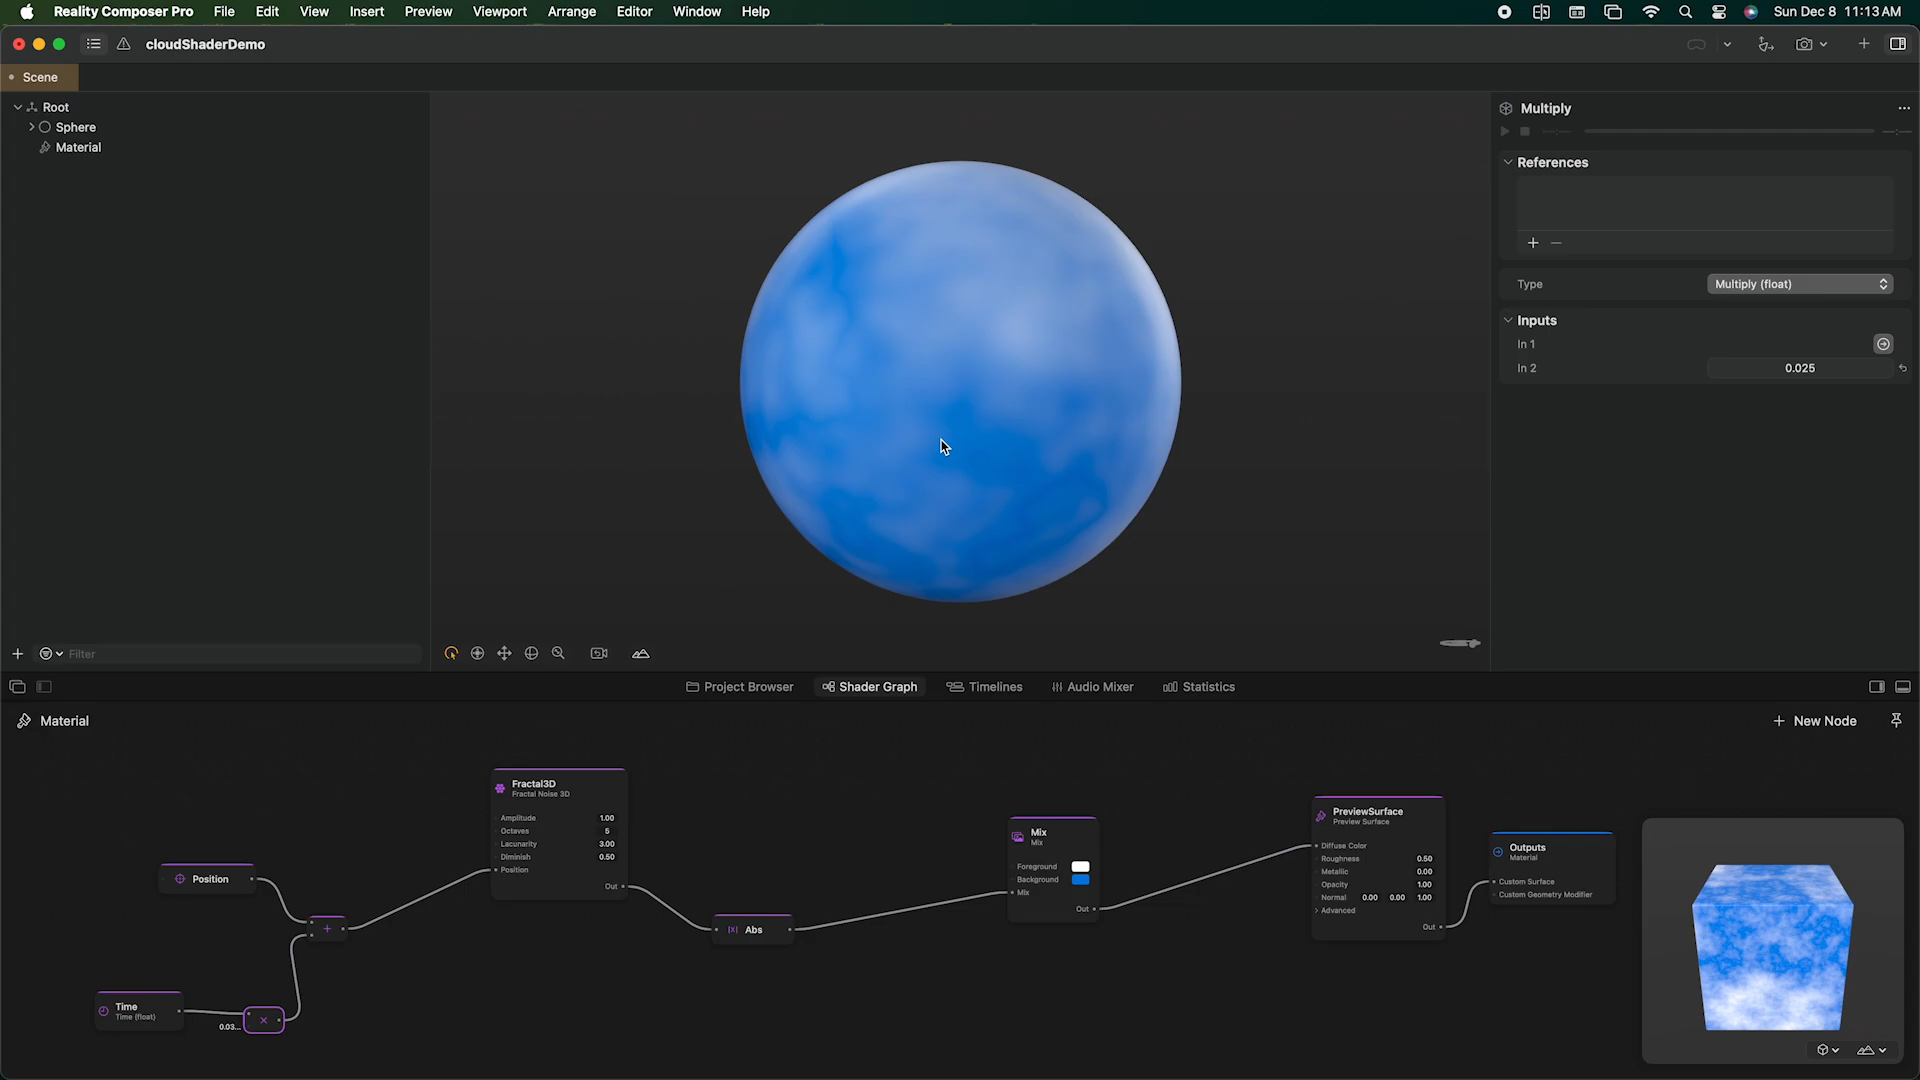 Reality Composer Pro File Edit View Insert Preview Viewport Arrange Editor Window Help Sun Dec 8 11:13 AM
cloudShaderDemo
Scene
Root
Sphere
Material
Filter
Multiply
References
Type Multiply (float)
Inputs
In 1
In 2 0.025
Project Browser Shader Graph Timelines Audio Mixer Statistics
Material
New Node
Position
Time
Time (float)
0.03...
Fractal3D
Fractal Noise 3D
Amplitude 1.00
Octaves 5
Lacunarity 3.00
Diminish 0.50
Position
Out
Abs
Mix
Mix
Foreground
Background
Mix
Out
PreviewSurface
Preview Surface
Diffuse Color
Roughness 0.50
Metallic 0.00
Opacity 1.00
Normal 0.00 0.00 1.00
Advanced
Out
Outputs
Material
Custom Surface
Custom Geometry Modifier